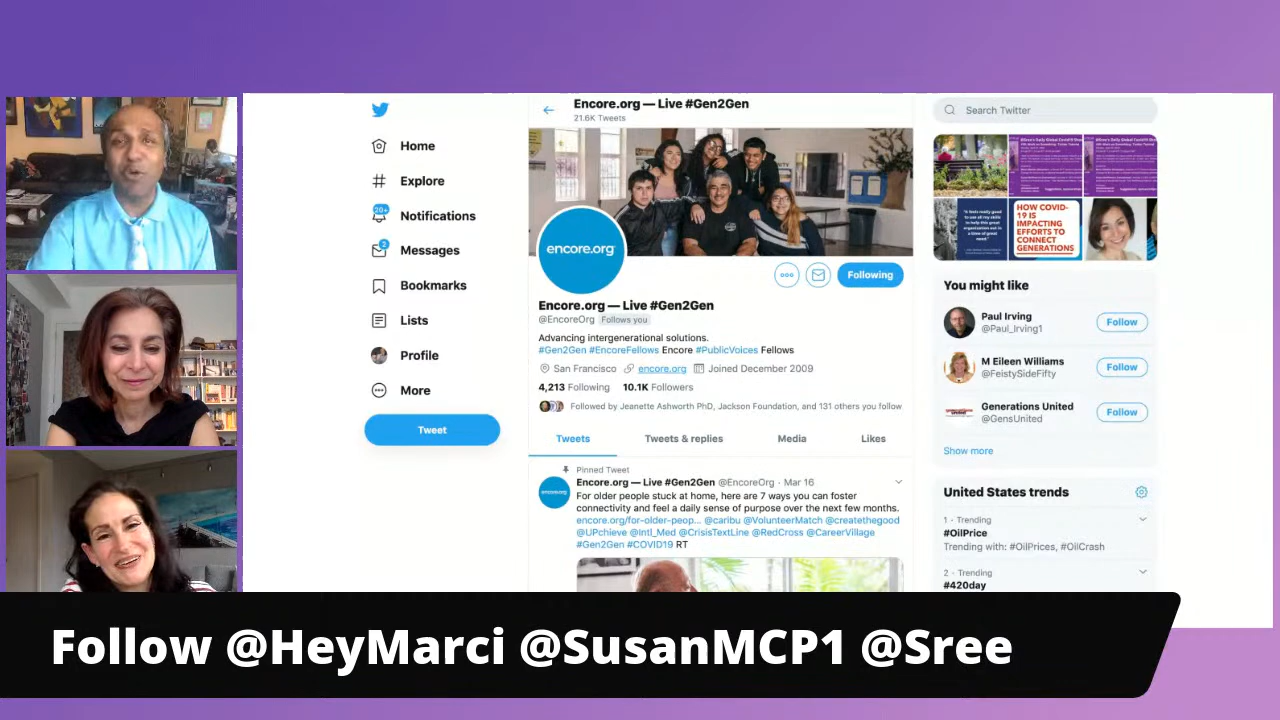 Home
Explore
20+
Notifications
2
Messages
Bookmarks
Lists
Profile
More
Tweet
Encore.org — Live #Gen2Gen
21.6K Tweets
encore.org
Following
Encore.org — Live #Gen2Gen
@EncoreOrg Follows you
Advancing intergenerational solutions.
#Gen2Gen #EncoreFellows Encore #PublicVoices Fellows
San Francisco encore.org Joined December 2009
4,213 Following 10.1K Followers
Followed by Jeanette Ashworth PhD, Jackson Foundation, and 131 others you follow
Tweets Tweets & replies Media Likes
Pinned Tweet
Encore.org — Live #Gen2Gen @EncoreOrg · Mar 16
For older people stuck at home, here are 7 ways you can foster
connectivity and feel a daily sense of purpose over the next few months.
encore.org/for-older-peop... @caribu @VolunteerMatch @createthegood
@UPchieve @Intl_Med @CrisisTextLine @RedCross @CareerVillage
#Gen2Gen #COVID19 RT
Search Twitter
HOW COVID-
19 IS
IMPACTING
EFFORTS TO
CONNECT
GENERATIONS
You might like
Paul Irving
@Paul_Irving1
Follow
M Eileen Williams
@FeistySideFifty
Follow
Generations United
@GensUnited
Follow
Show more
United States trends
1 · Trending
#OilPrice
Trending with: #OilPrices, #OilCrash
2 · Trending
#420day
Follow @HeyMarci @SusanMCP1 @Sree